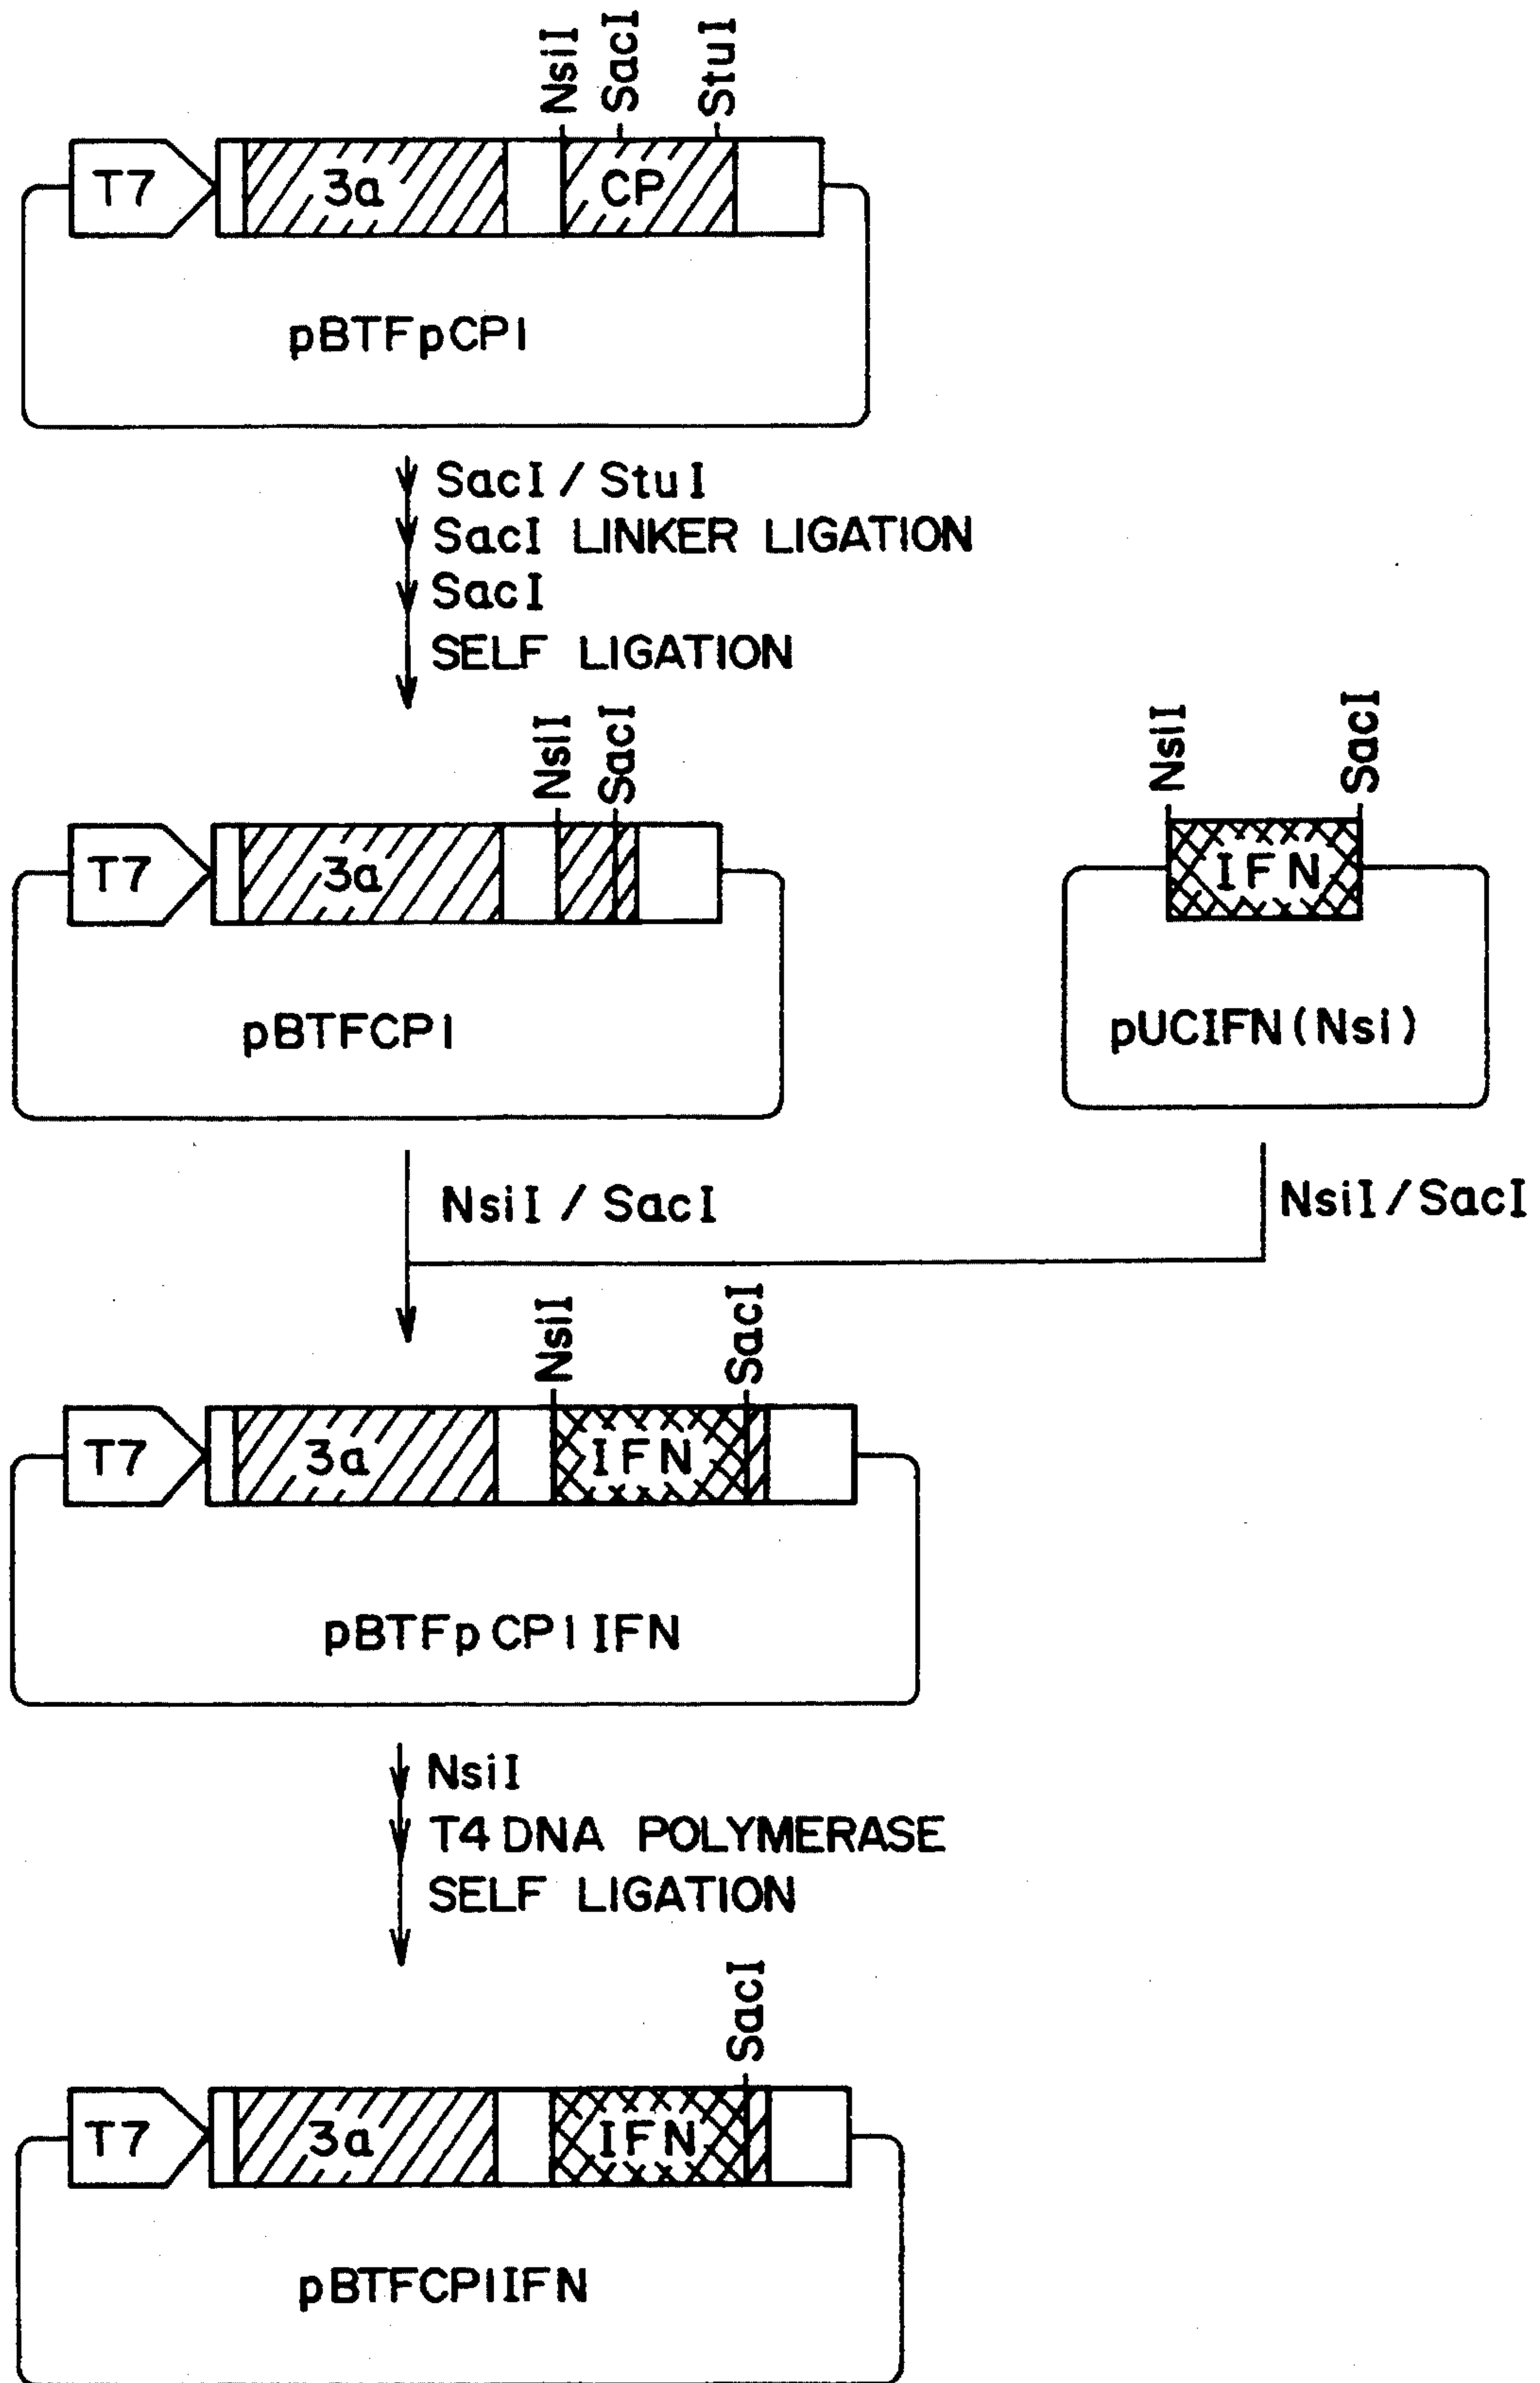 NsiI
SacI
StuI
T7
3a
CP
pBTFpCP1
SacI / StuI
SacI LINKER LIGATION
SacI
SELF LIGATION
NsiI
SacI
T7
3a
pBTFCP1
NsiI
SacI
IFN
pUCIFN(Nsi)
NsiI / SacI
NsiI/SacI
NsiI
SacI
T7
3a
IFN
pBTFpCP1IFN
NsiI
T4 DNA POLYMERASE
SELF LIGATION
SacI
T7
3a
IFN
pBTFCP1IFN